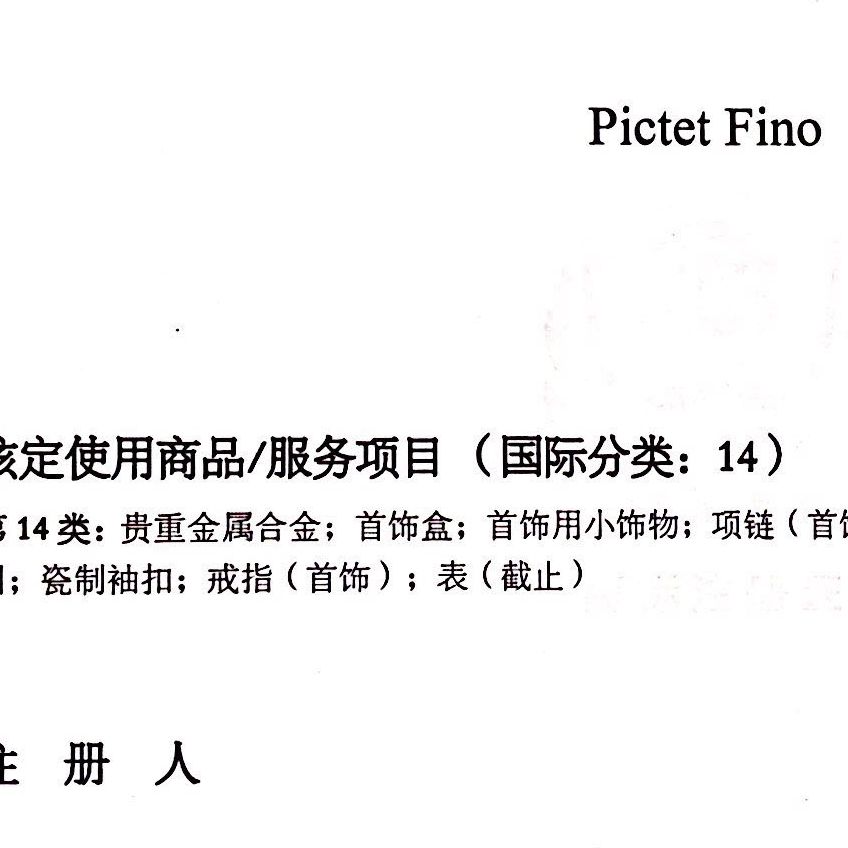 Pictet Fino
核定使用商品/服务项目（国际分类：14）
第 14 类：贵重金属合金；首饰盒；首饰用小饰物；项链（首饰
；瓷制袖扣；戒指（首饰）；表（截止）
注 册 人